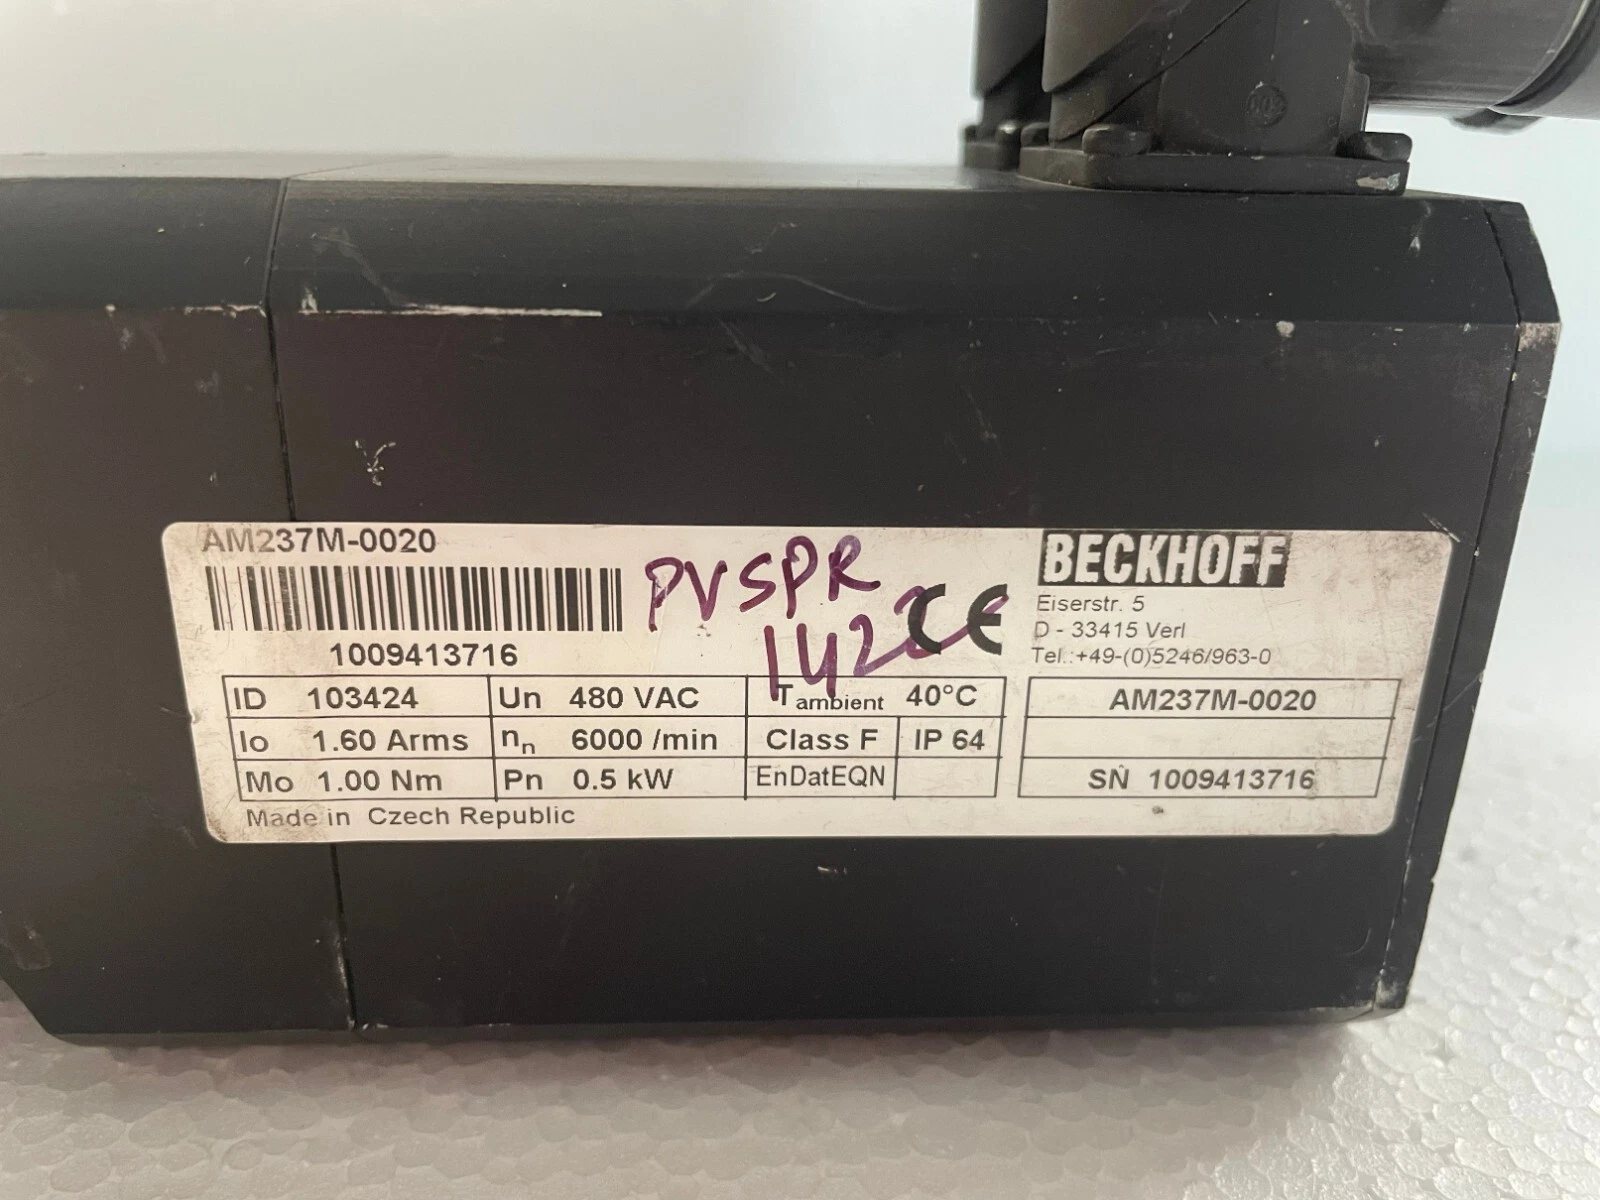 AM237M-0020
1009413716
PVSPR
142
CE
BECKHOFF
Eiserstr. 5
D - 33415 Verl
Tel.:+49-(0)5246/963-0
ID 103424 Un 480 VAC Tambient 40°C
Io 1.60 Arms nn 6000 /min Class F IP 64
Mo 1.00 Nm Pn 0.5 kW EnDatEQN
Made in Czech Republic
AM237M-0020
SN 1009413716